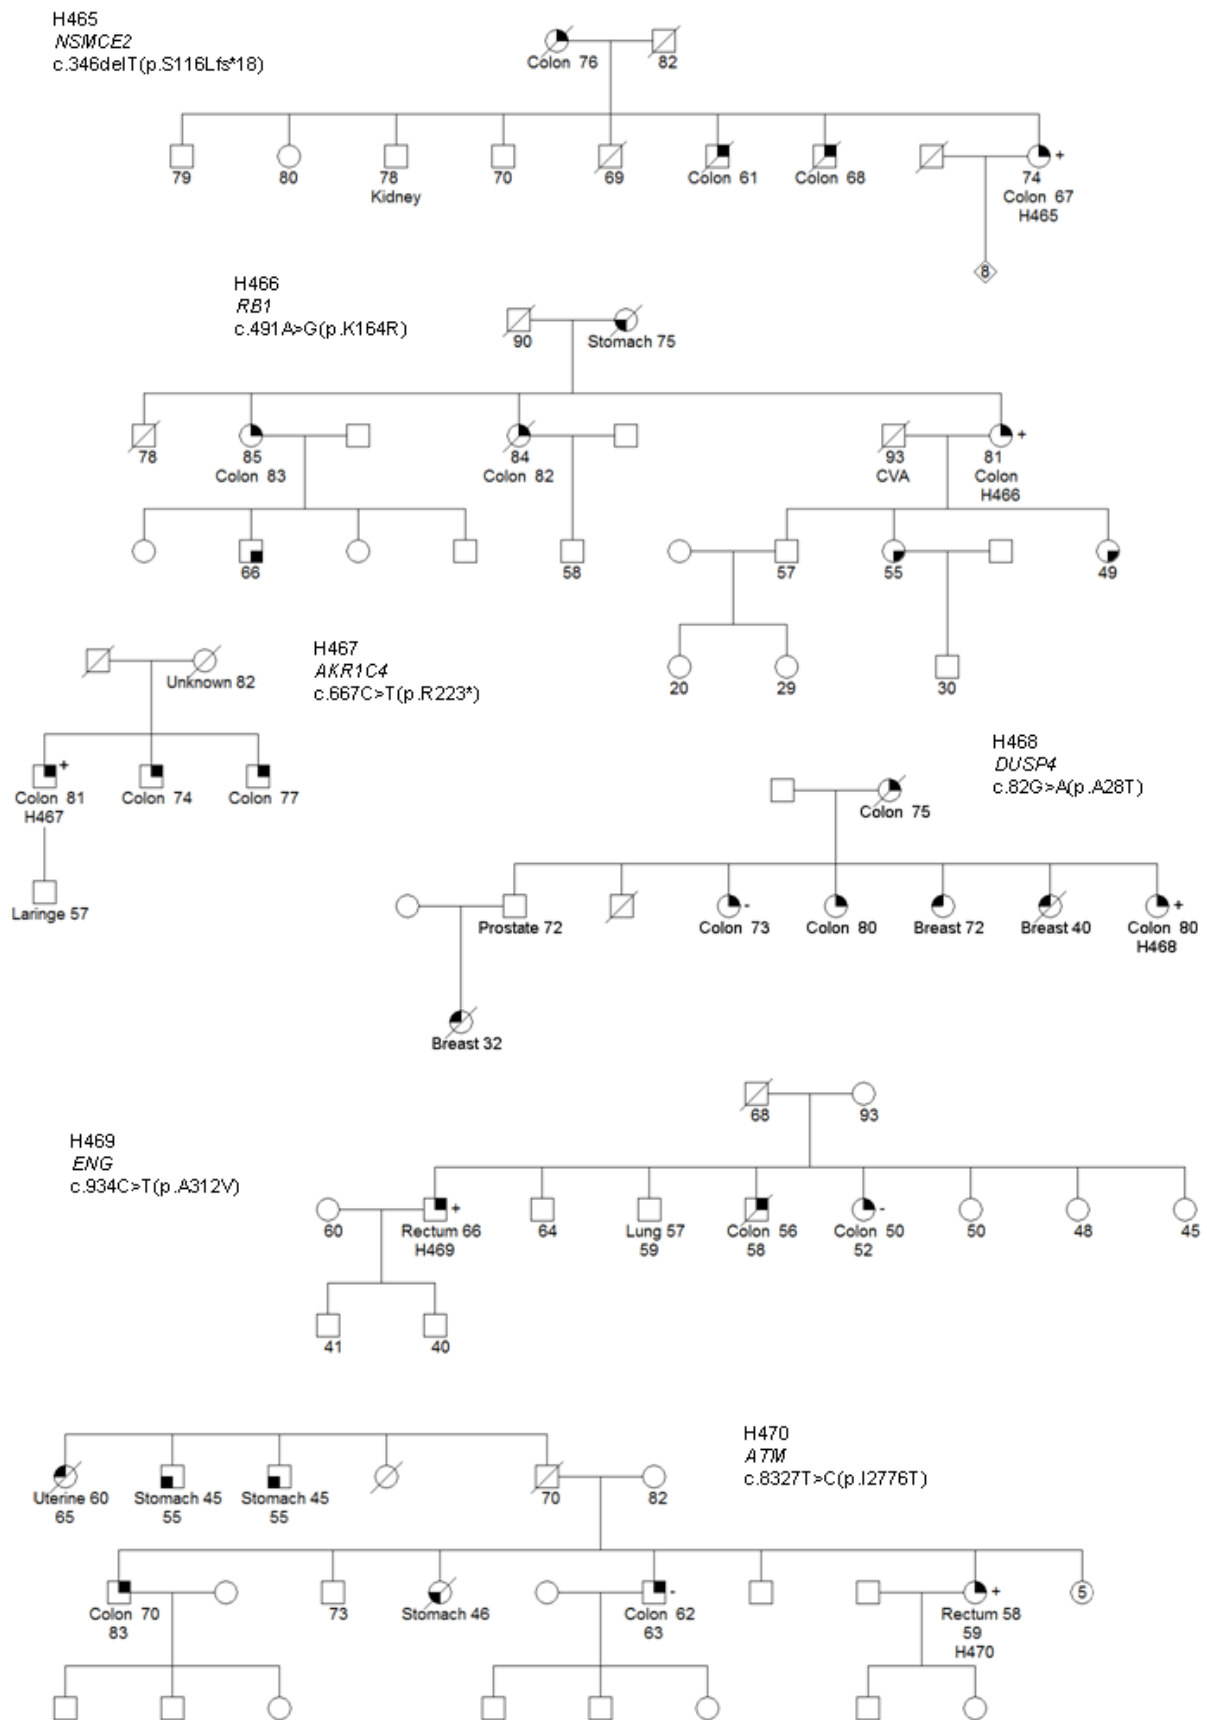 H465
NSMCE2
c.346delT(p.S116Lfs*18)
Colon 76
82
79
80
78
Kidney
70
69
Colon 61
Colon 68
74
+
Colon 67
H465
8
H466
RB1
c.491A>G(p.K164R)
90
Stomach 75
78
85
Colon 83
84
Colon 82
93
CVA
81
+
Colon
H466
66
58
57
55
49
20
29
30
H467
AKR1C4
c.667C>T(p.R223*)
Unknown 82
+
Colon 81
H467
Colon 74
Colon 77
Laringe 57
H468
DUSP4
c.82G>A(p.A28T)
Colon 75
Prostate 72
Colon 73
-
Colon 80
Breast 72
Breast 40
+
Colon 80
H468
Breast 32
H469
ENG
c.934C>T(p.A312V)
68
93
60
+
Rectum 66
H469
64
Lung 57
59
Colon 56
58
-
Colon 50
52
50
48
45
41
40
H470
ATM
c.8327T>C(p.I2776T)
Uterine 60
65
Stomach 45
55
Stomach 45
55
70
82
Colon 70
83
73
Stomach 46
-
Colon 62
63
+
Rectum 58
59
H470
5